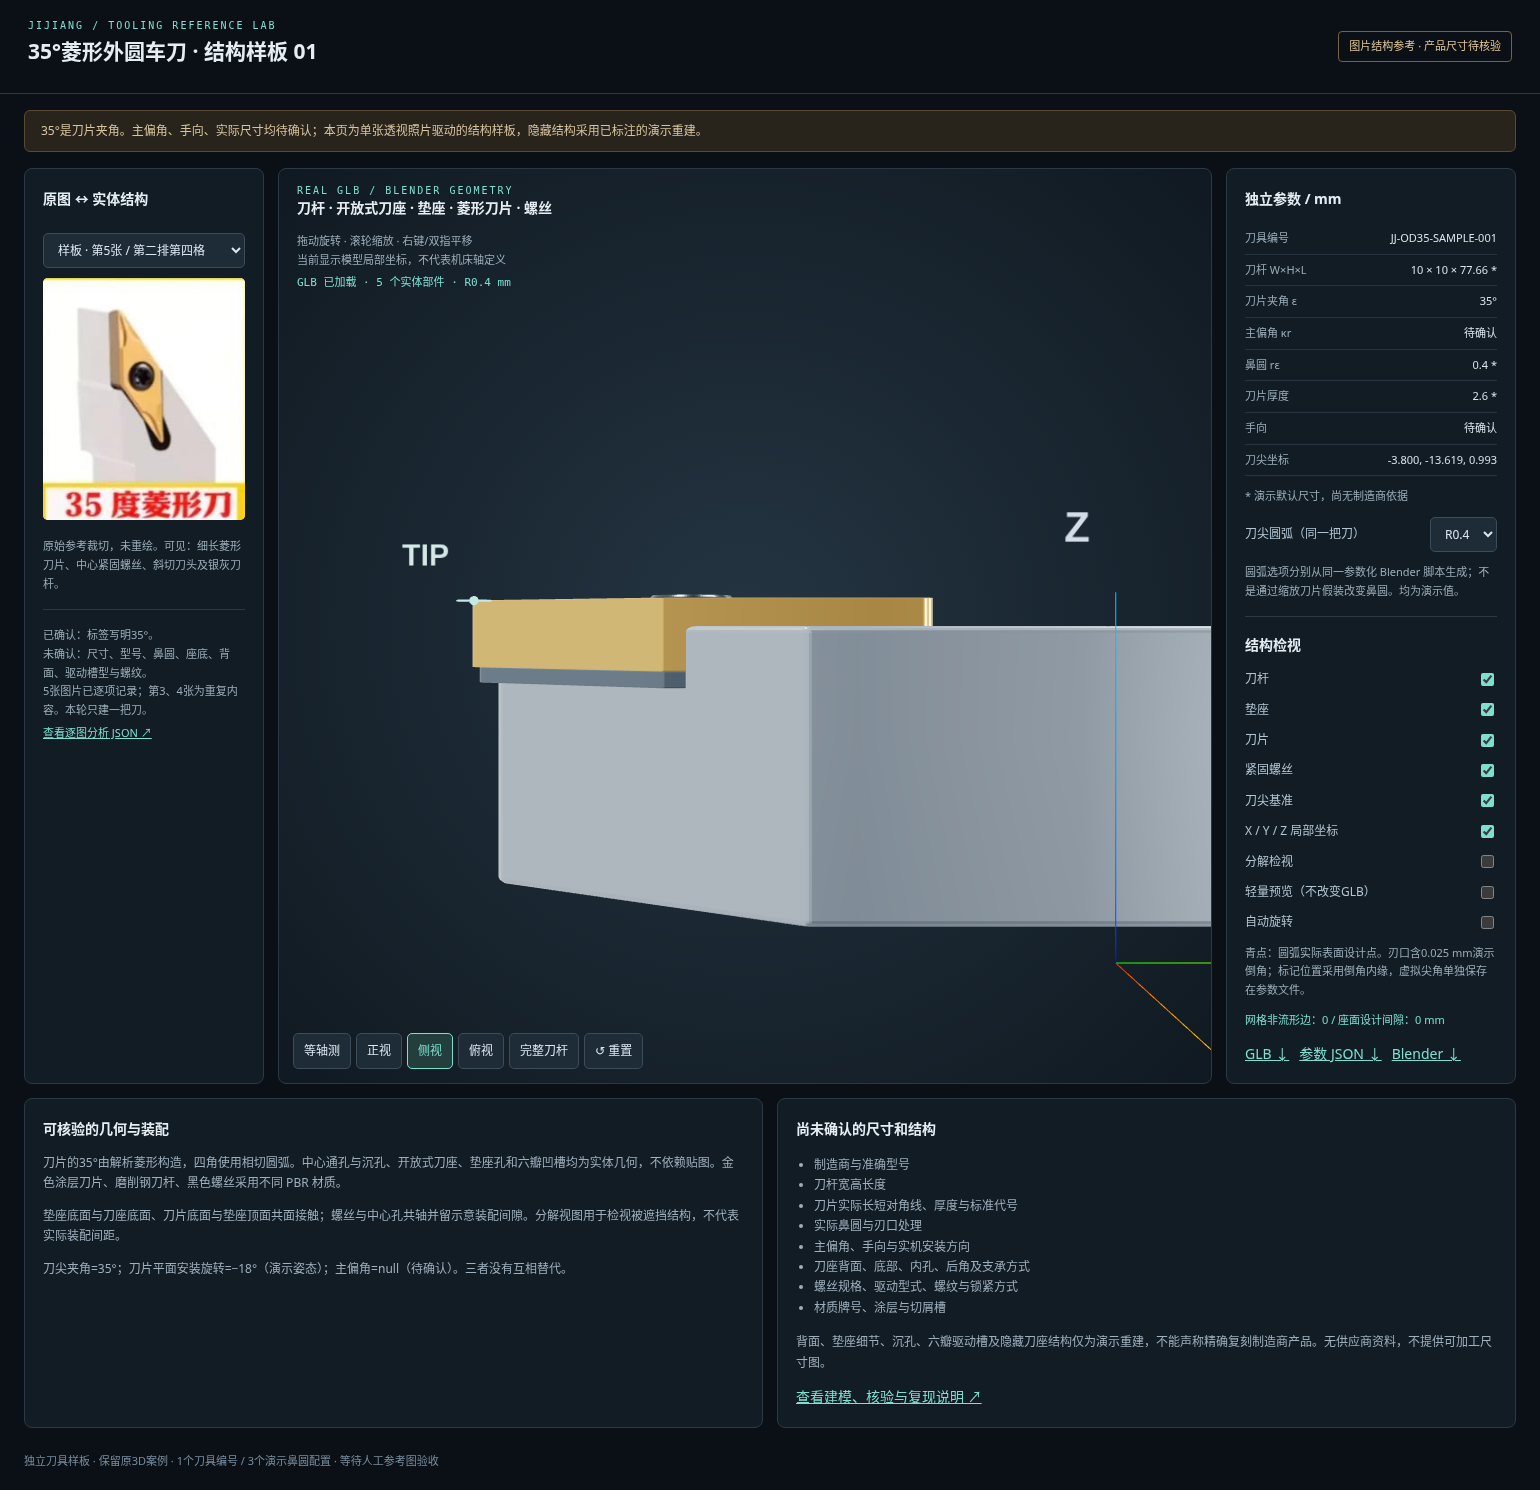 JIJIANG / TOOLING REFERENCE LAB
35°菱形外圆车刀 · 结构样板 01
图片结构参考 · 产品尺寸待核验
35°是刀片夹角。主偏角、手向、实际尺寸均待确认；本页为单张透视照片驱动的结构样板，隐藏结构采用已标注的演示重建。
原图 ↔ 实体结构
样板 · 第5张 / 第二排第四格
35 度菱形刀
原始参考裁切，未重绘。可见：细长菱形
刀片、中心紧固螺丝、斜切刀头及银灰刀
杆。
已确认：标签写明35°。
未确认：尺寸、型号、鼻圆、座底、背
面、驱动槽型与螺纹。
5张图片已逐项记录；第3、4张为重复内
容。本轮只建一把刀。
查看逐图分析 JSON ↗
REAL GLB / BLENDER GEOMETRY
刀杆 · 开放式刀座 · 垫座 · 菱形刀片 · 螺丝
拖动旋转 · 滚轮缩放 · 右键/双指平移
当前显示模型局部坐标，不代表机床轴定义
GLB 已加载 · 5 个实体部件 · R0.4 mm
Z
TIP
等轴测 正视 侧视 俯视 完整刀杆 ↺ 重置
独立参数 / mm
刀具编号 JJ-OD35-SAMPLE-001
刀杆 W×H×L 10 × 10 × 77.66 *
刀片夹角 ε 35°
主偏角 κr 待确认
鼻圆 rε 0.4 *
刀片厚度 2.6 *
手向 待确认
刀尖坐标 -3.800, -13.619, 0.993
* 演示默认尺寸，尚无制造商依据
刀尖圆弧（同一把刀） R0.4
圆弧选项分别从同一参数化 Blender 脚本生成；不
是通过缩放刀片假装改变鼻圆。均为演示值。
结构检视
刀杆
垫座
刀片
紧固螺丝
刀尖基准
X / Y / Z 局部坐标
分解检视
轻量预览（不改变GLB）
自动旋转
青点：圆弧实际表面设计点。刃口含0.025 mm演示
倒角；标记位置采用倒角内缘，虚拟尖角单独保存
在参数文件。
网格非流形边：0 / 座面设计间隙：0 mm
GLB ↓ 参数 JSON ↓ Blender ↓
可核验的几何与装配
刀片的35°由解析菱形构造，四角使用相切圆弧。中心通孔与沉孔、开放式刀座、垫座孔和六瓣凹槽均为实体几何，不依赖贴图。金
色涂层刀片、磨削钢刀杆、黑色螺丝采用不同 PBR 材质。
垫座底面与刀座底面、刀片底面与垫座顶面共面接触；螺丝与中心孔共轴并留示意装配间隙。分解视图用于检视被遮挡结构，不代表
实际装配间距。
刀尖夹角=35°；刀片平面安装旋转=−18°（演示姿态）；主偏角=null（待确认）。三者没有互相替代。
尚未确认的尺寸和结构
• 制造商与准确型号
• 刀杆宽高长度
• 刀片实际长短对角线、厚度与标准代号
• 实际鼻圆与刃口处理
• 主偏角、手向与实机安装方向
• 刀座背面、底部、内孔、后角及支承方式
• 螺丝规格、驱动型式、螺纹与锁紧方式
• 材质牌号、涂层与切屑槽
背面、垫座细节、沉孔、六瓣驱动槽及隐藏刀座结构仅为演示重建，不能声称精确复刻制造商产品。无供应商资料，不提供可加工尺
寸图。
查看建模、核验与复现说明 ↗
独立刀具样板 · 保留原3D案例 · 1个刀具编号 / 3个演示鼻圆配置 · 等待人工参考图验收